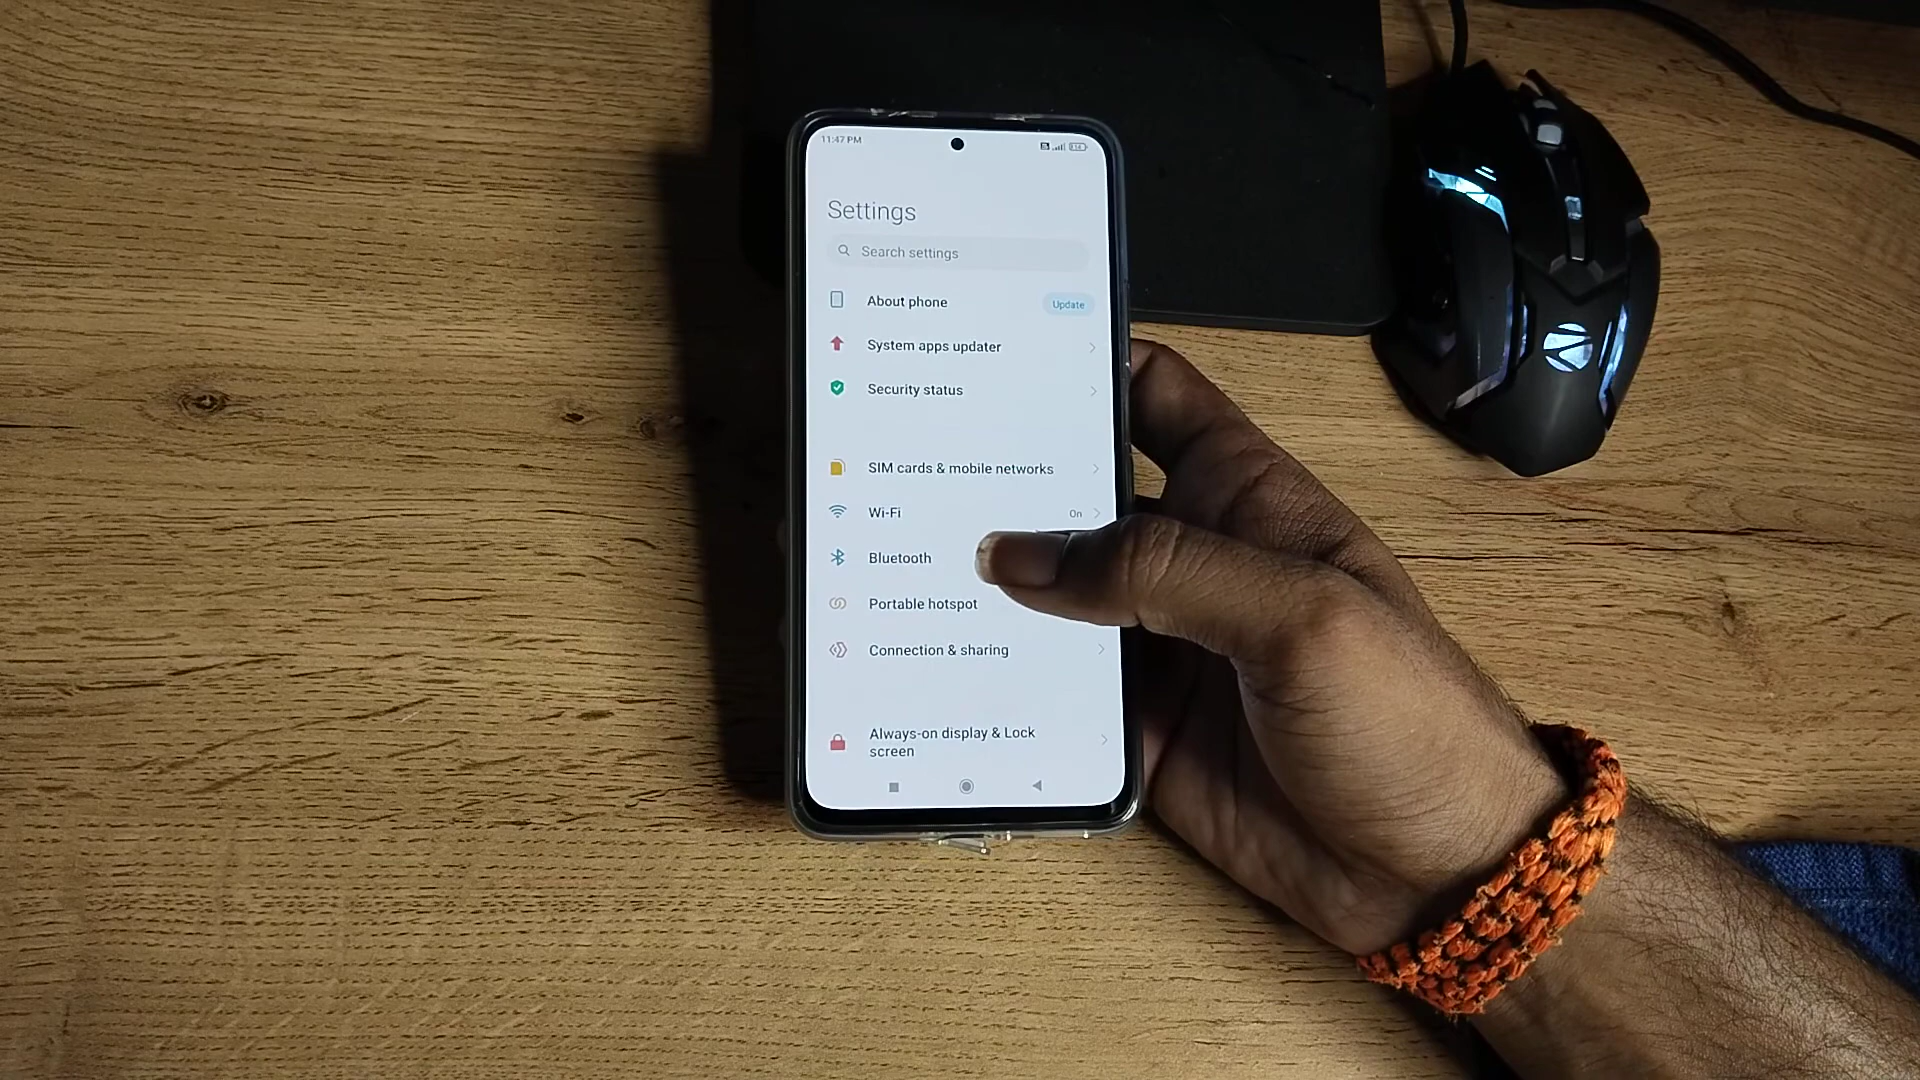 11:47 PM
Settings
Search settings
About phone
Update
System apps updater
Security status
SIM cards & mobile networks
Wi-Fi
On
Bluetooth
Portable hotspot
Connection & sharing
Always-on display & Lock
screen